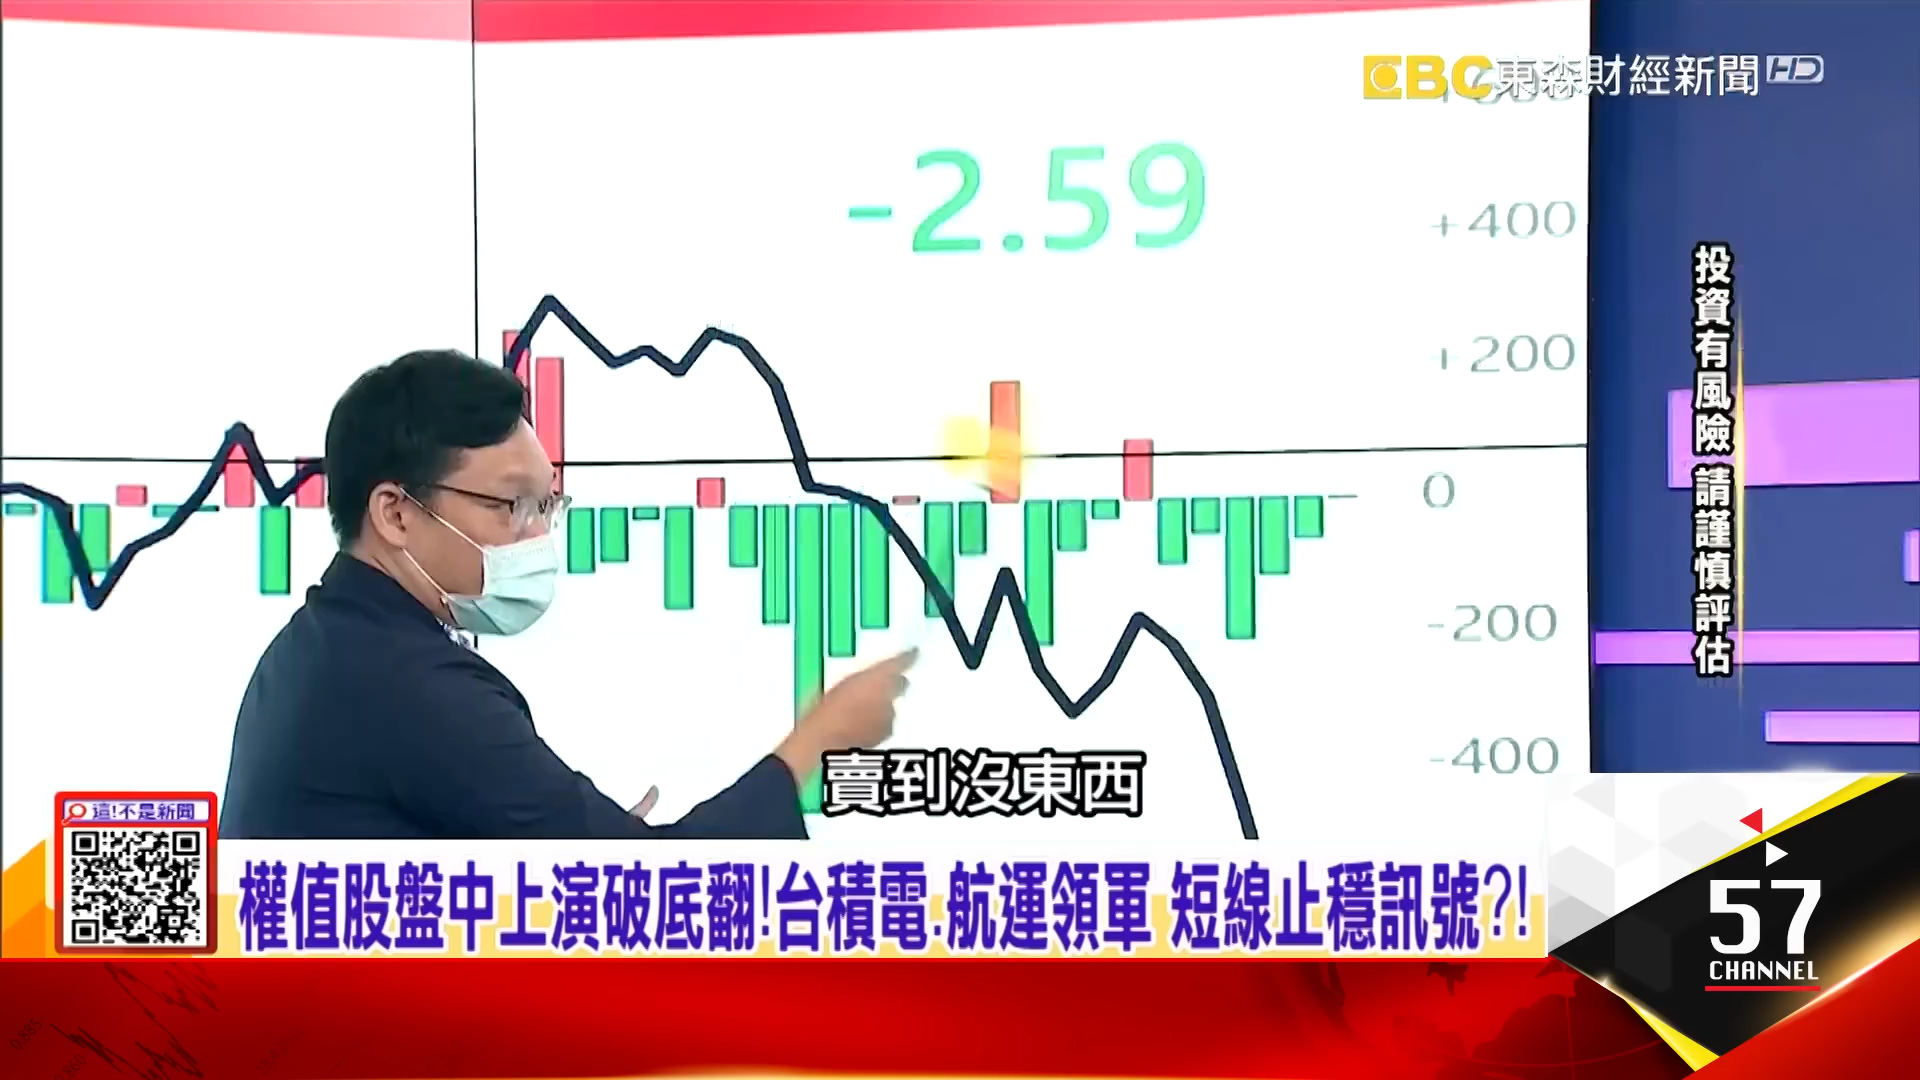 EBC東森財經新聞HD
-2.59
+400
+200
0
-200
-400
投資有風險 請謹慎評估
賣到沒東西
這!不是新聞
權值股盤中上演破底翻!台積電.航運領軍 短線止穩訊號?!
57
CHANNEL